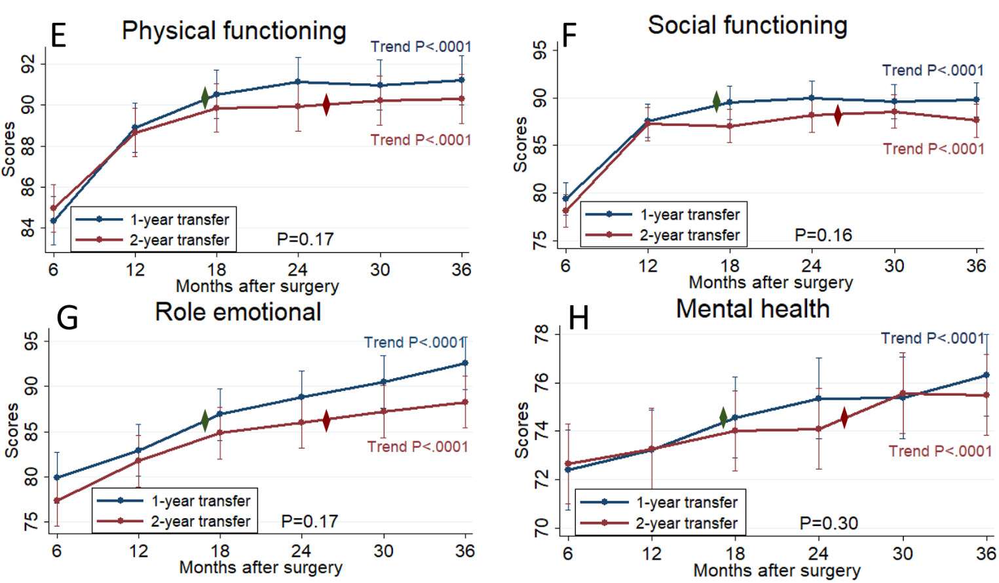 E Physical functioning
Trend P<.0001
92
90
88
86
84
Scores
Trend P<.0001
1-year transfer
2-year transfer
P=0.17
6 12 18 24 30 36
Months after surgery
F Social functioning
95
90
85
80
75
Scores
Trend P<.0001
Trend P<.0001
1-year transfer
2-year transfer
P=0.16
6 12 18 24 30 36
Months after surgery
G Role emotional
95
90
85
80
75
Scores
Trend P<.0001
Trend P<.0001
1-year transfer
2-year transfer
P=0.17
6 12 18 24 30 36
Months after surgery
H Mental health
78
76
74
72
70
Scores
Trend P<.0001
Trend P<.0001
1-year transfer
2-year transfer
P=0.30
6 12 18 24 30 36
Months after surgery